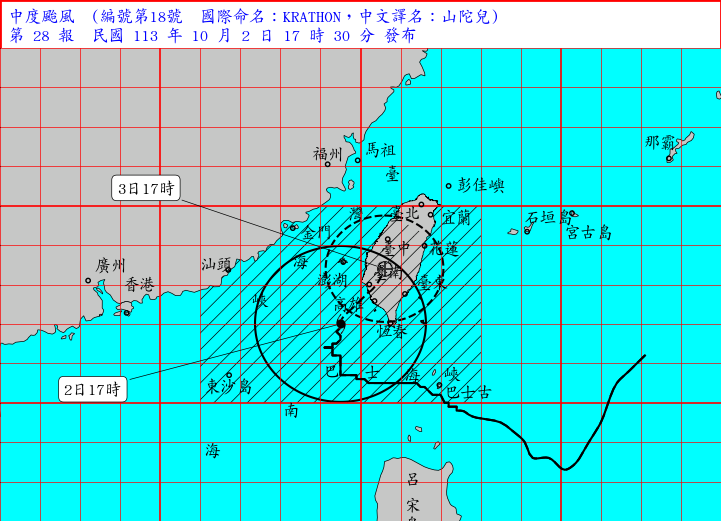 中度颱風 (編號第18號 國際命名：KRATHON，中文譯名：山陀兒)
第 28 報 民國 113 年 10 月 2 日 17 時 30 分 發布
那霸
馬祖
福州
臺
3日17時
彭佳嶼
灣
臺北
宜蘭
石垣島
宮古島
金門
臺中
花蓮
海
廣州
汕頭
澎湖
臺南
臺東
香港
峽
高雄
恆春
2日17時
東沙島
巴
士
海
峽
巴士古
南
海
呂
宋
島